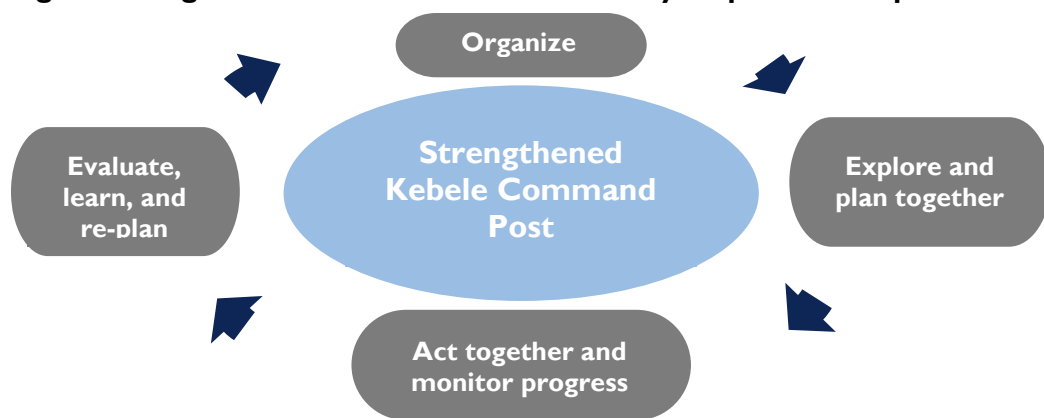 Organize
Strengthened
Kebele Command
Post
Evaluate,
learn, and
re-plan
Explore and
plan together
Act together and
monitor progress